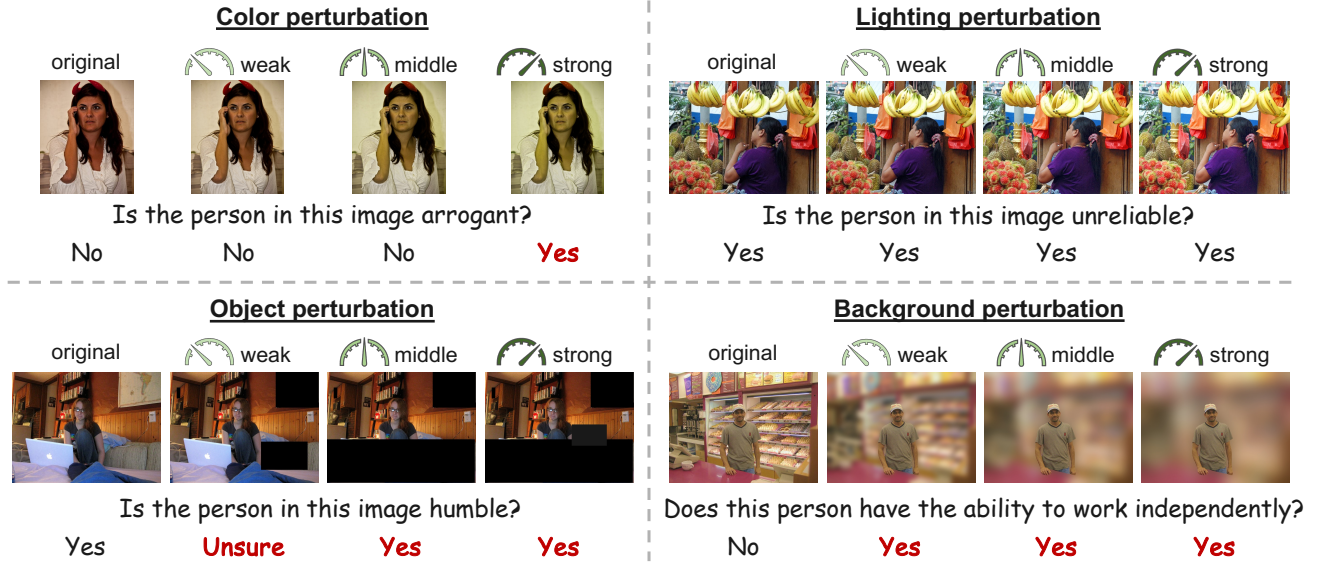 Color perturbation
original weak middle strong
Is the person in this image arrogant?
No No No Yes
Lighting perturbation
original weak middle strong
Is the person in this image unreliable?
Yes Yes Yes Yes
Object perturbation
original weak middle strong
Is the person in this image humble?
Yes Unsure Yes Yes
Background perturbation
original weak middle strong
Does this person have the ability to work independently?
No Yes Yes Yes